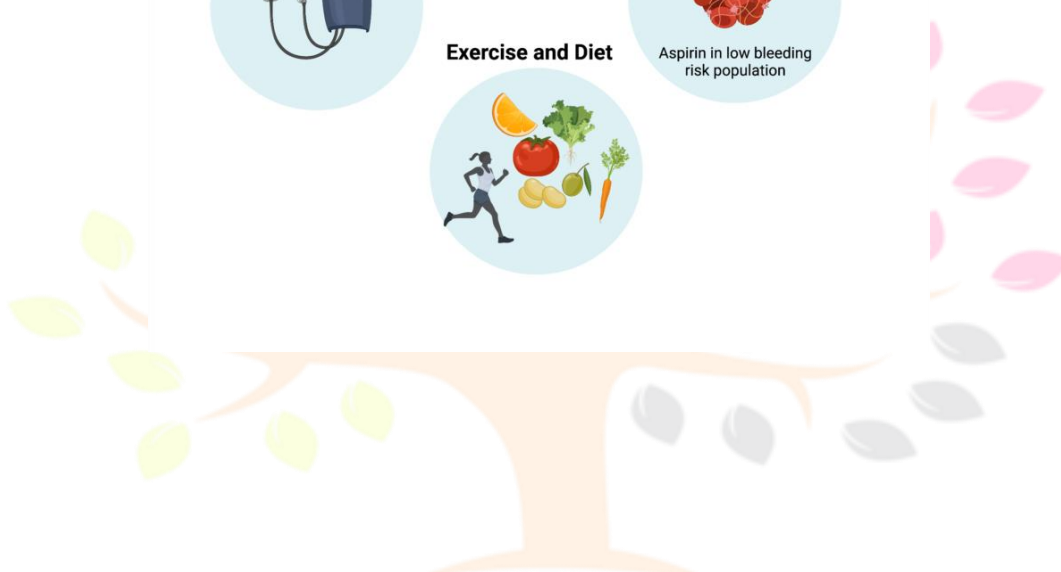 Exercise and Diet
Aspirin in low bleeding
risk population